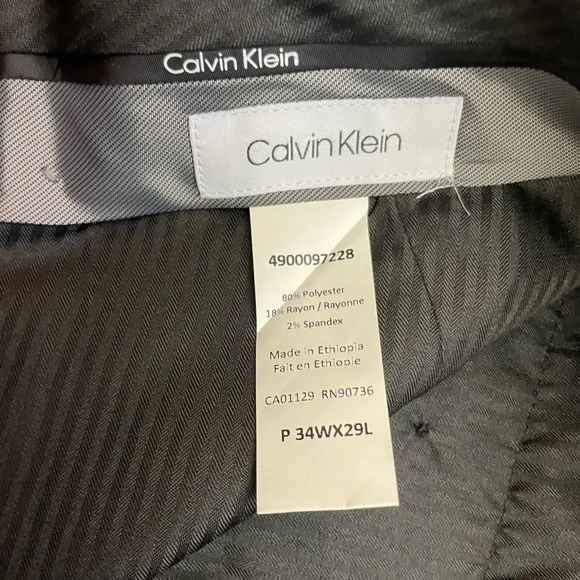 Calvin Klein
Calvin Klein
4900097228
80% Polyester
18% Rayon / Rayonne
2% Spandex
Made in Ethiopia
Fait en Ethiopie
CA01129 RN90736
P 34WX29L